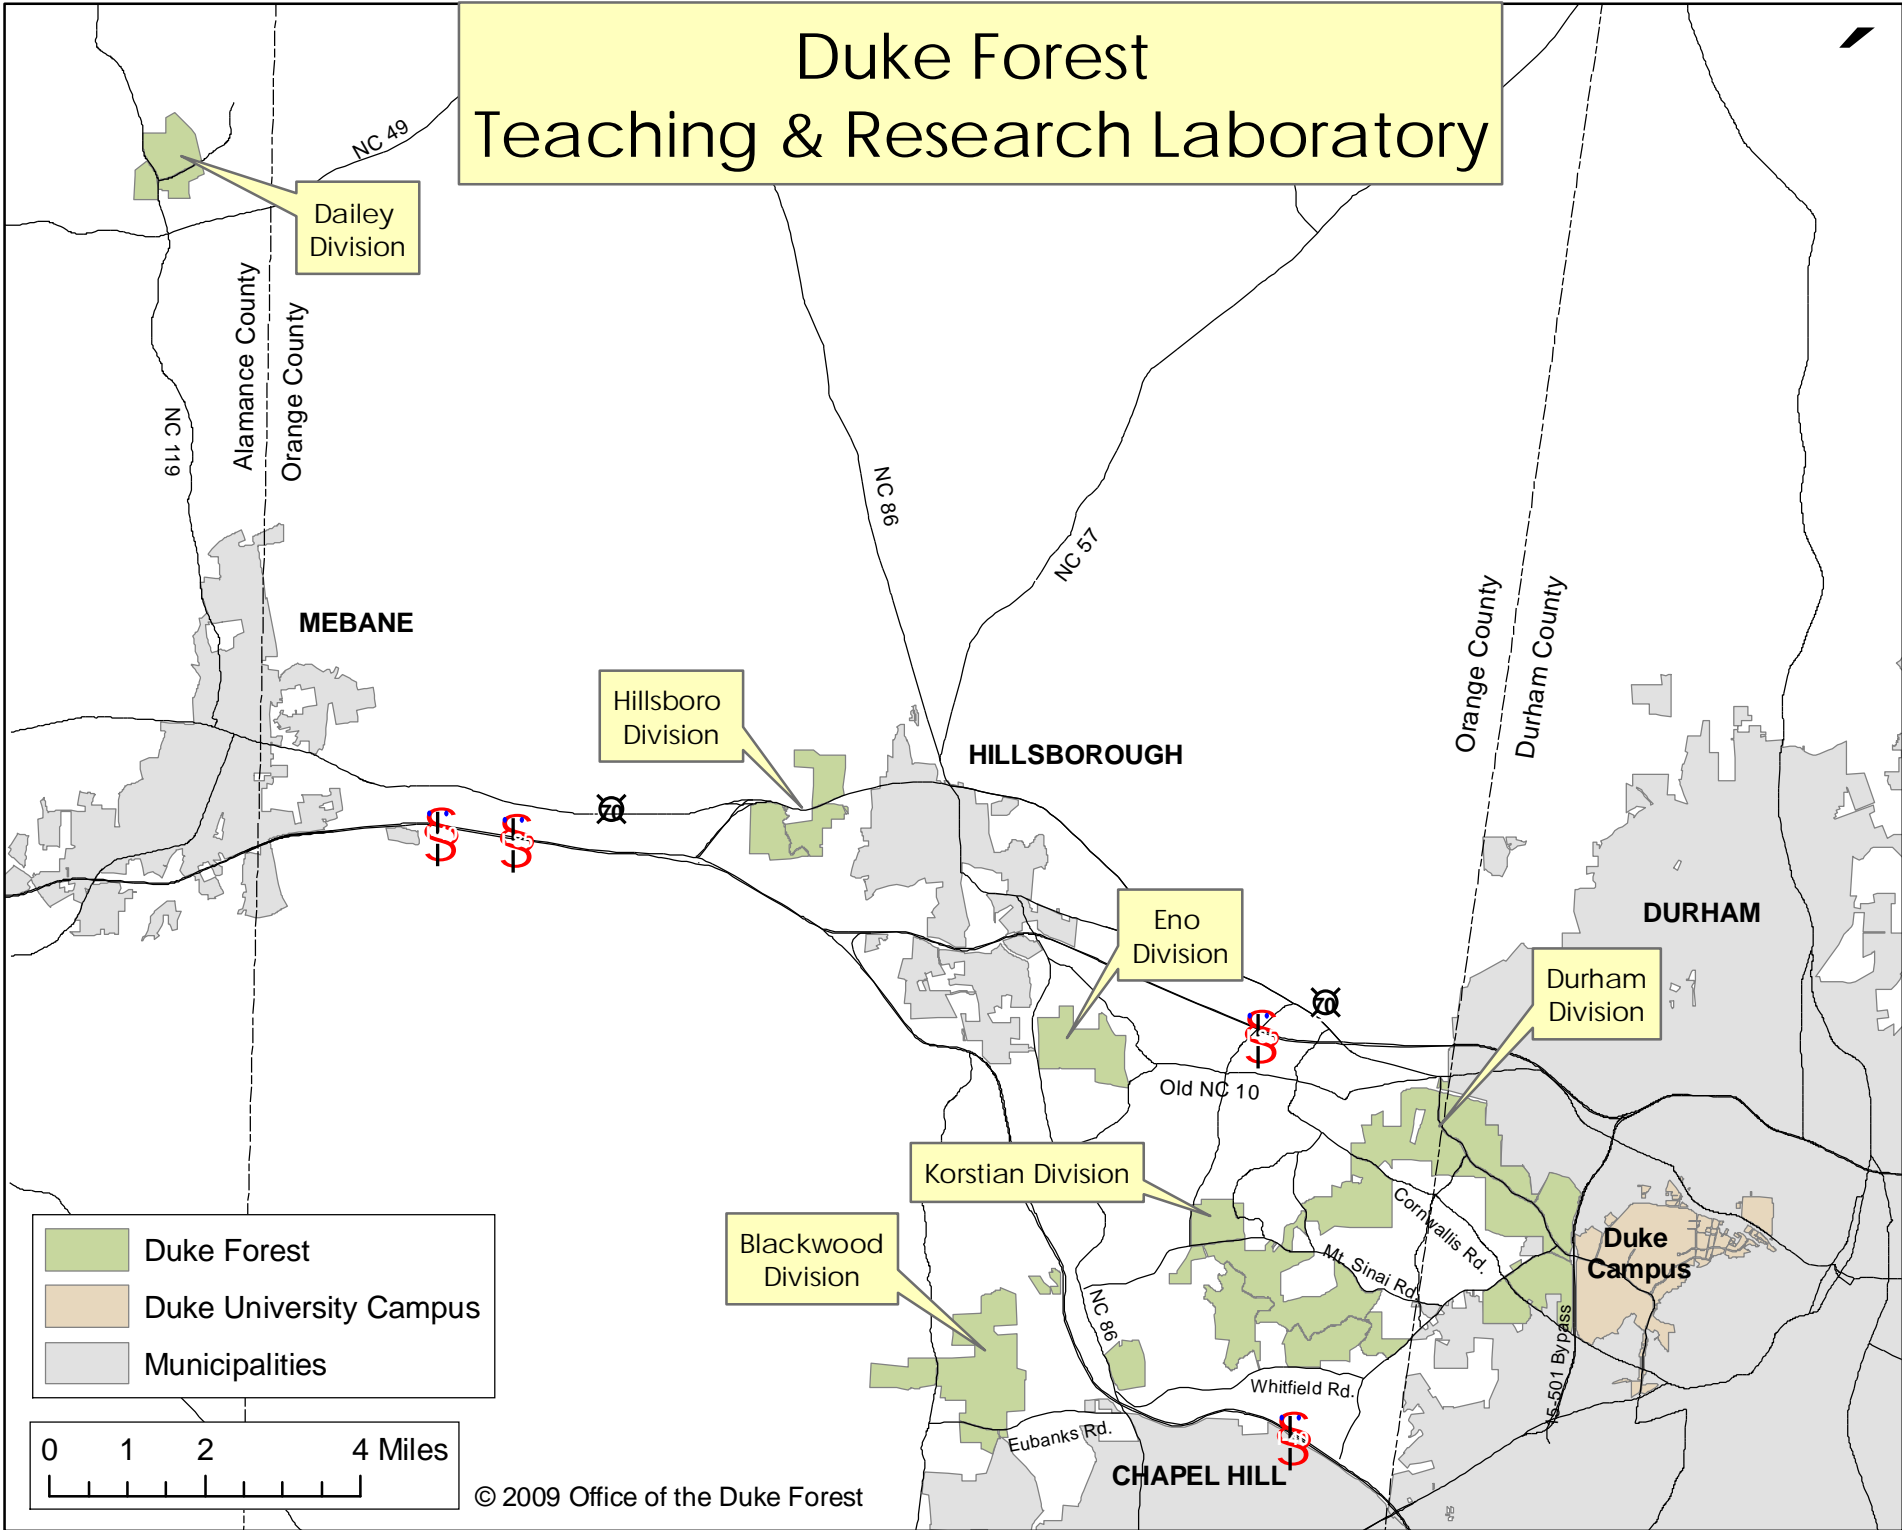 Duke Forest
Teaching & Research Laboratory
NC 49
Dailey
Division
Alamance County
Orange County
NC 119
NC 86
NC 57
MEBANE
Orange County
Durham County
Hillsboro
Division
HILLSBOROUGH
70
Eno
Division
DURHAM
Durham
Division
70
Old NC 10
Korstian Division
Cornwallis Rd.
Mt. Sinai Rd.
Duke
Campus
Blackwood
Division
NC 86
15-501 Bypass
Whitfield Rd.
Eubanks Rd.
CHAPEL HILL
Duke Forest
Duke University Campus
Municipalities
0 1 2 4 Miles
© 2009 Office of the Duke Forest